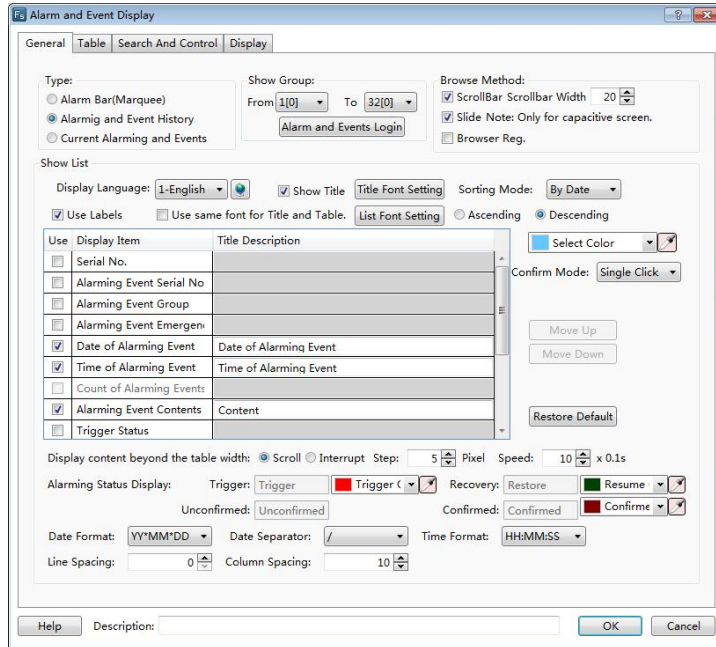 Fs Alarm and Event Display
General Table Search And Control Display
Type: Show Group: Browse Method:
Alarm Bar(Marquee) From 1[0] To 32[0] ScrollBar Scrollbar Width 20
Alarmig and Event History Alarm and Events Login Slide Note: Only for capacitive screen.
Current Alarming and Events Browser Reg.
Show List
Display Language: 1-English Show Title Title Font Setting Sorting Mode: By Date
Use Labels Use same font for Title and Table. List Font Setting Ascending Descending
Use Display Item Title Description Select Color
Serial No.
Alarming Event Serial No Confirm Mode: Single Click
Alarming Event Group
Alarming Event Emergen Move Up
Date of Alarming Event Date of Alarming Event Move Down
Time of Alarming Event Time of Alarming Event
Count of Alarming Events
Alarming Event Contents Content Restore Default
Trigger Status
Display content beyond the table width: Scroll Interrupt Step: 5 Pixel Speed: 10 x 0.1s
Alarming Status Display: Trigger: Trigger Trigger C Recovery: Restore Resume
Unconfirmed: Unconfirmed Confirmed: Confirmed Confirme
Date Format: YY*MM*DD Date Separator: / Time Format: HH:MM:SS
Line Spacing: 0 Column Spacing: 10
Help Description: OK Cancel